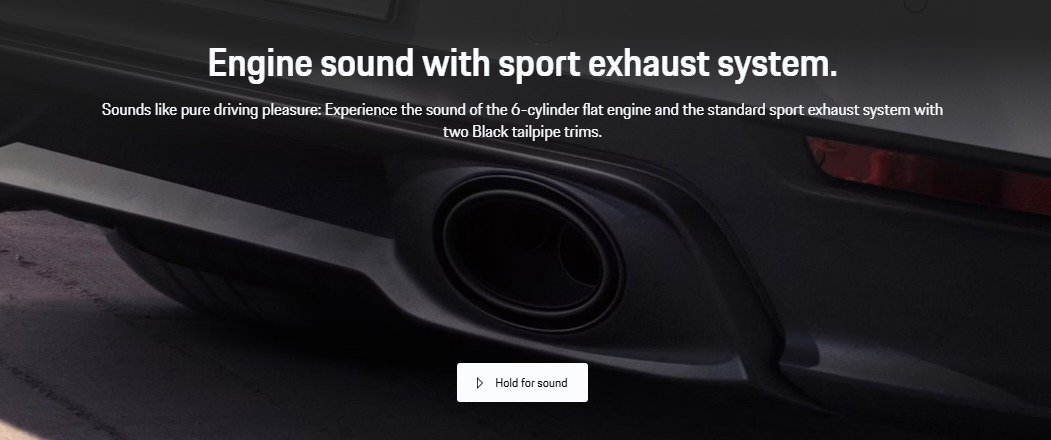 Engine sound with sport exhaust system.
Sounds like pure driving pleasure: Experience the sound of the 6-cylinder flat engine and the standard sport exhaust system with
two Black tailpipe trims.
Hold for sound